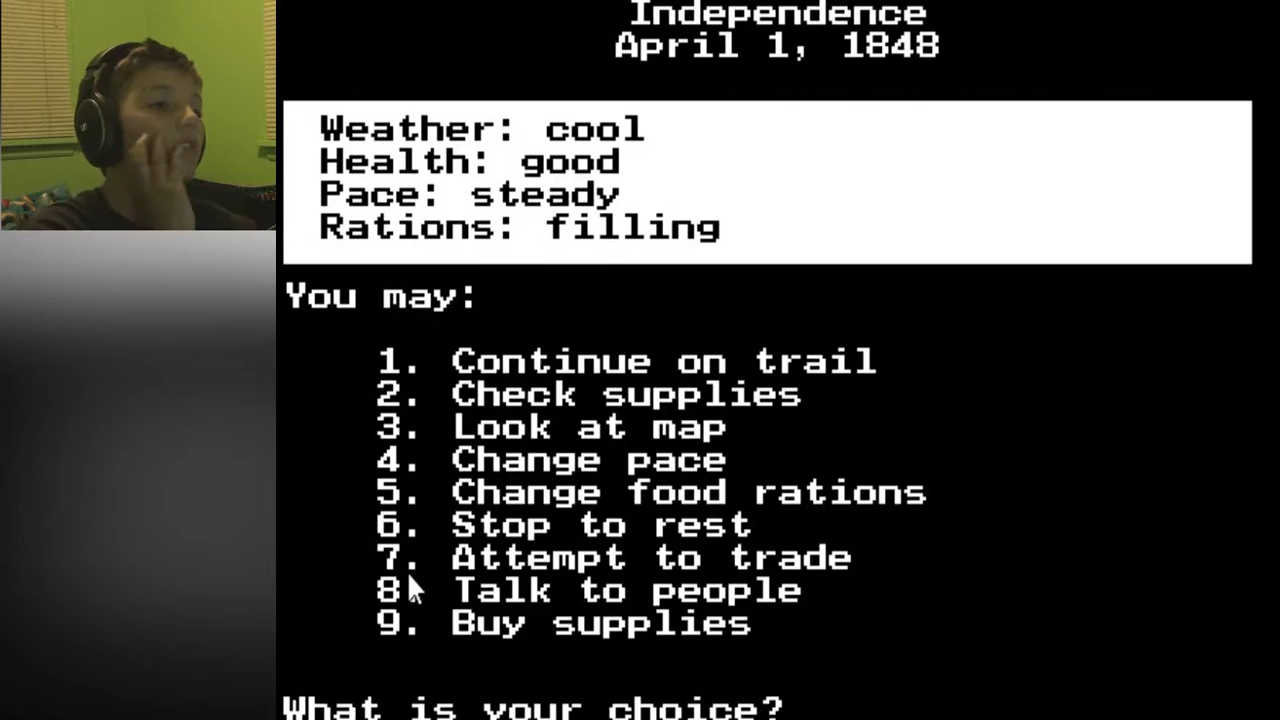 Independence
April 1, 1848
Weather: cool
Health: good
Pace: steady
Rations: filling
You may:
1. Continue on trail
2. Check supplies
3. Look at map
4. Change pace
5. Change food rations
6. Stop to rest
7. Attempt to trade
8 Talk to people
9. Buy supplies
What is your choice?